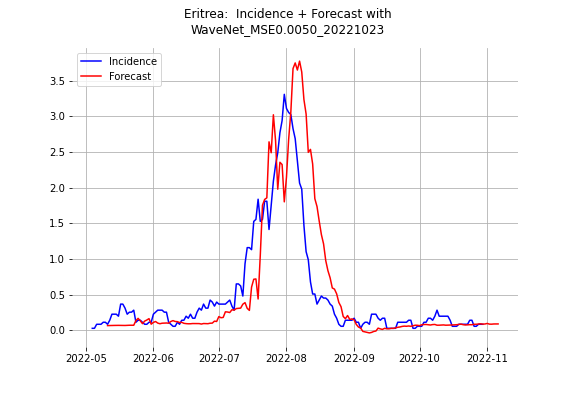 Eritrea:  Incidence + Forecast with
WaveNet_MSE0.0050_20221023
Incidence
Forecast
3.5
3.0
2.5
2.0
1.5
1.0
0.5
0.0
2022-05 2022-06 2022-07 2022-08 2022-09 2022-10 2022-11